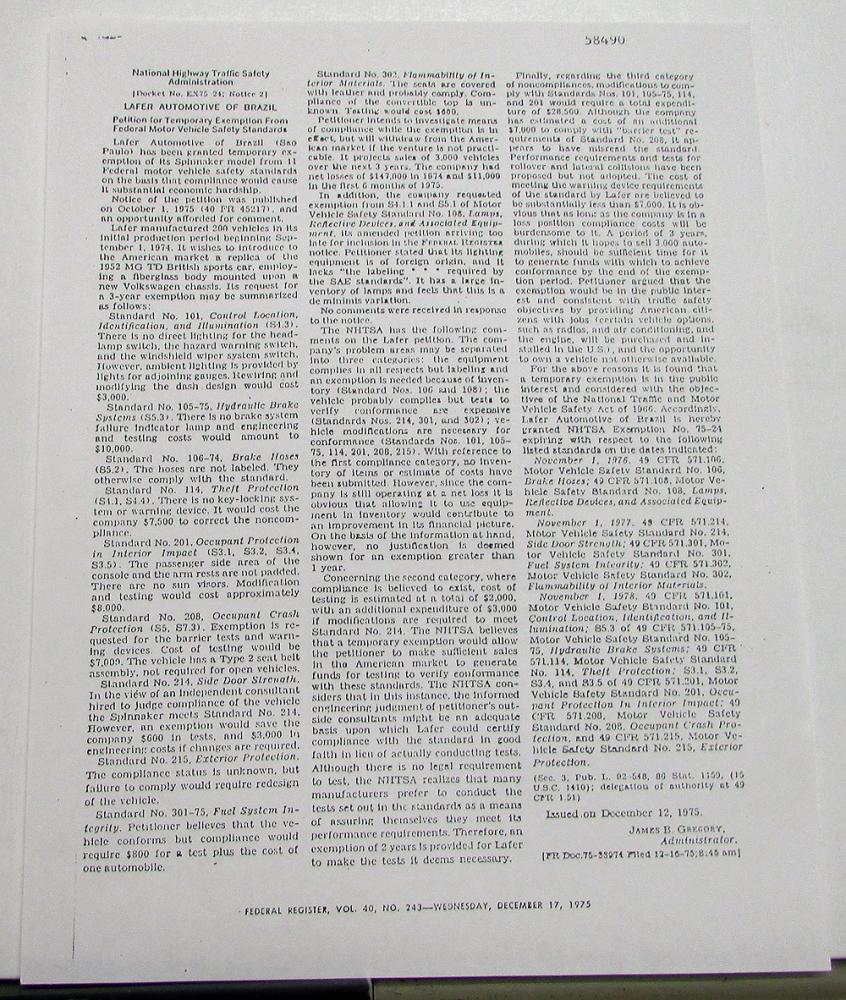 58490
National Highway Traffic Safety
Administration
[Docket No. EX75 24; Notice 2]
LAFER AUTOMOTIVE OF BRAZIL
Petition for Temporary Exemption From
Federal Motor Vehicle Safety Standards
Lafer Automotive of Brazil (Sao
Paulo) has been granted temporary ex-
emption of its Spinnaker model from 11
Federal motor vehicle safety standards
on the basis that compliance would cause
it substantial economic hardship.
Notice of the petition was published
on October 1, 1975 (40 FR 45217), and
an opportunity afforded for comment.
Lafer manufactured 200 vehicles in its
initial production period beginning Sep-
tember 1, 1974. It wishes to introduce to
the American market a replica of the
1952 MG TD British sports car, employ-
ing a fiberglass body mounted upon a
new Volkswagen chassis. Its request for
a 3-year exemption may be summarized
as follows:
Standard No. 101, Control Location,
Identification, and Illumination (S4.3).
There is no direct lighting for the head-
lamp switch, the hazard warning switch,
and the windshield wiper system switch.
However, ambient lighting is provided by
lights for adjoining gauges. Rewiring and
modifying the dash design would cost
$3,000.
Standard No. 105-75, Hydraulic Brake
Systems (S5.3). There is no brake system
failure indicator lamp and engineering
and testing costs would amount to
$10,000.
Standard No. 106-74, Brake Hoses
(S5.2). The hoses are not labeled. They
otherwise comply with the standard.
Standard No. 114, Theft Protection
(S4.1, S4.4). There is no key-locking sys-
tem or warning device. It would cost the
company $7,500 to correct the noncom-
pliance.
Standard No. 201, Occupant Protection
in Interior Impact (S3.1, S3.2, S3.4,
S3.5). The passenger side area of the
console and the arm rests are not padded.
There are no sun visors. Modification
and testing would cost approximately
$8,000.
Standard No. 208, Occupant Crash
Protection (S5, S7.3). Exemption is re-
quested for the barrier tests and warn-
ing devices. Cost of testing would be
$7,000. The vehicle has a Type 2 seat belt
assembly, not required for open vehicles.
Standard No. 214, Side Door Strength.
In the view of an independent consultant
hired to judge compliance of the vehicle
the Spinnaker meets Standard No. 214.
However, an exemption would save the
company $600 in tests, and $3,000 in
engineering costs if changes are required.
Standard No. 215, Exterior Protection.
The compliance status is unknown, but
failure to comply would require redesign
of the vehicle.
Standard No. 301-75, Fuel System In-
tegrity. Petitioner believes that the ve-
hicle conforms but compliance would
require $800 for a test plus the cost of
one automobile.
Standard No. 302, Flammability of In-
terior Materials. The seats are covered
with leather and probably comply. Com-
pliance of the convertible top is un-
known. Testing would cost $600.
Petitioner intends to investigate means
of compliance while the exemption is in
effect, but will withdraw from the Amer-
ican market if the venture is not practi-
cable. It projects sales of 3,000 vehicles
over the next 3 years. The company had
net losses of $147,000 in 1974 and $11,000
in the first 6 months of 1975.
In addition, the company requested
exemption from S4.1.1 and S5.1 of Motor
Vehicle Safety Standard No. 108, Lamps,
Reflective Devices, and Associated Equip-
ment, its amended petition arriving too
late for inclusion in the FEDERAL REGISTER
notice. Petitioner stated that its lighting
equipment is of foreign origin, and it
lacks "the labeling * * * required by
the SAE standards". It has a large in-
ventory of lamps and feels that this is a
de minimis variation.
No comments were received in response
to the notice.
The NHTSA has the following com-
ments on the Lafer petition. The com-
pany's problem areas may be separated
into three categories: the equipment
complies in all respects but labeling and
an exemption is needed because of inven-
tory (Standard Nos. 106 and 108); the
vehicle probably complies but tests to
verify conformance are expensive
(Standards Nos. 214, 301, and 302); ve-
hicle modifications are necessary for
conformance (Standards Nos. 101, 105-
75, 114, 201, 208, 215). With reference to
the first compliance category, no inven-
tory of items or estimate of costs have
been submitted. However, since the com-
pany is still operating at a net loss it is
obvious that allowing it to use equip-
ment in inventory would contribute to
an improvement in its financial picture.
On the basis of the information at hand,
however, no justification is deemed
shown for an exemption greater than
1 year.
Concerning the second category, where
compliance is believed to exist, cost of
testing is estimated at a total of $2,000,
with an additional expenditure of $3,000
if modifications are required to meet
Standard No. 214. The NHTSA believes
that a temporary exemption would allow
the petitioner to make sufficient sales
in the American market to generate
funds for testing to verify conformance
with these standards. The NHTSA con-
siders that in this instance, the informed
engineering judgment of petitioner's out-
side consultants might be an adequate
basis upon which Lafer could certify
compliance with the standard in good
faith in lieu of actually conducting tests.
Although there is no legal requirement
to test, the NHTSA realizes that many
manufacturers prefer to conduct the
tests set out in the standards as a means
of assuring themselves they meet its
performance requirements. Therefore, an
exemption of 2 years is provided for Lafer
to make the tests it deems necessary.
Finally, regarding the third category
of noncompliances, modifications to com-
ply with Standards Nos. 101, 105-75, 114,
and 201 would require a total expendi-
ture of $28,500. Although the company
has estimated a cost of an additional
$7,000 to comply with "barrier test" re-
quirements of Standard No. 208, it ap-
pears to have misread the standard.
Performance requirements and tests for
rollover and lateral collisions have been
proposed but not adopted. The cost of
meeting the warning device requirements
of the standard by Lafer are believed to
be substantially less than $7,000. It is ob-
vious that as long as the company is in a
loss position compliance costs will be
burdensome to it. A period of 3 years,
during which it hopes to sell 3,000 auto-
mobiles, should be sufficient time for it
to generate funds with which to achieve
conformance by the end of the exemp-
tion period. Petitioner argued that the
exemption would be in the public inter-
est and consistent with traffic safety
objectives by providing American citi-
zens with jobs (certain vehicle options,
such as radios, and air conditioning, and
the engine, will be purchased and in-
stalled in the U.S.), and the opportunity
to own a vehicle not otherwise available.
For the above reasons it is found that
a temporary exemption is in the public
interest and considered with the objec-
tive of the National Traffic and Motor
Vehicle Safety Act of 1966. Accordingly,
Lafer Automotive of Brazil is hereby
granted NHTSA Exemption No. 75-24
expiring with respect to the following
listed standards on the dates indicated:
November 1, 1976. 49 CFR 571.106,
Motor Vehicle Safety Standard No. 106,
Brake Hoses; 49 CFR 571.108, Motor Ve-
hicle Safety Standard No. 108, Lamps,
Reflective Devices, and Associated Equip-
ment.
November 1, 1977. 49 CFR 571.214,
Motor Vehicle Safety Standard No. 214,
Side Door Strength; 49 CFR 571.301, Mo-
tor Vehicle Safety Standard No. 301,
Fuel System Integrity; 49 CFR 571.302,
Motor Vehicle Safety Standard No. 302,
Flammability of Interior Materials.
November 1, 1978. 49 CFR 571.101,
Motor Vehicle Safety Standard No. 101,
Control Location, Identification, and Il-
lumination; S5.3 of 49 CFR 571.105-75,
Motor Vehicle Safety Standard No. 105-
75, Hydraulic Brake Systems; 49 CFR
571.114, Motor Vehicle Safety Standard
No. 114, Theft Protection; S3.1, S3.2,
S3.4, and S3.5 of 49 CFR 571.201, Motor
Vehicle Safety Standard No. 201, Occu-
pant Protection In Interior Impact; 49
CFR 571.208, Motor Vehicle Safety
Standard No. 208, Occupant Crash Pro-
tection, and 49 CFR 571.215, Motor Ve-
hicle Safety Standard No. 215, Exterior
Protection.
(Sec. 3, Pub. L. 92-548, 86 Stat. 1159, (15
U.S.C. 1410); delegation of authority at 49
CFR 1.51)
Issued on December 12, 1975.
JAMES B. GREGORY,
Administrator.
[FR Doc.75-33974 Filed 12-16-75;8:45 am]
FEDERAL REGISTER, VOL. 40, NO. 243—WEDNESDAY, DECEMBER 17, 1975